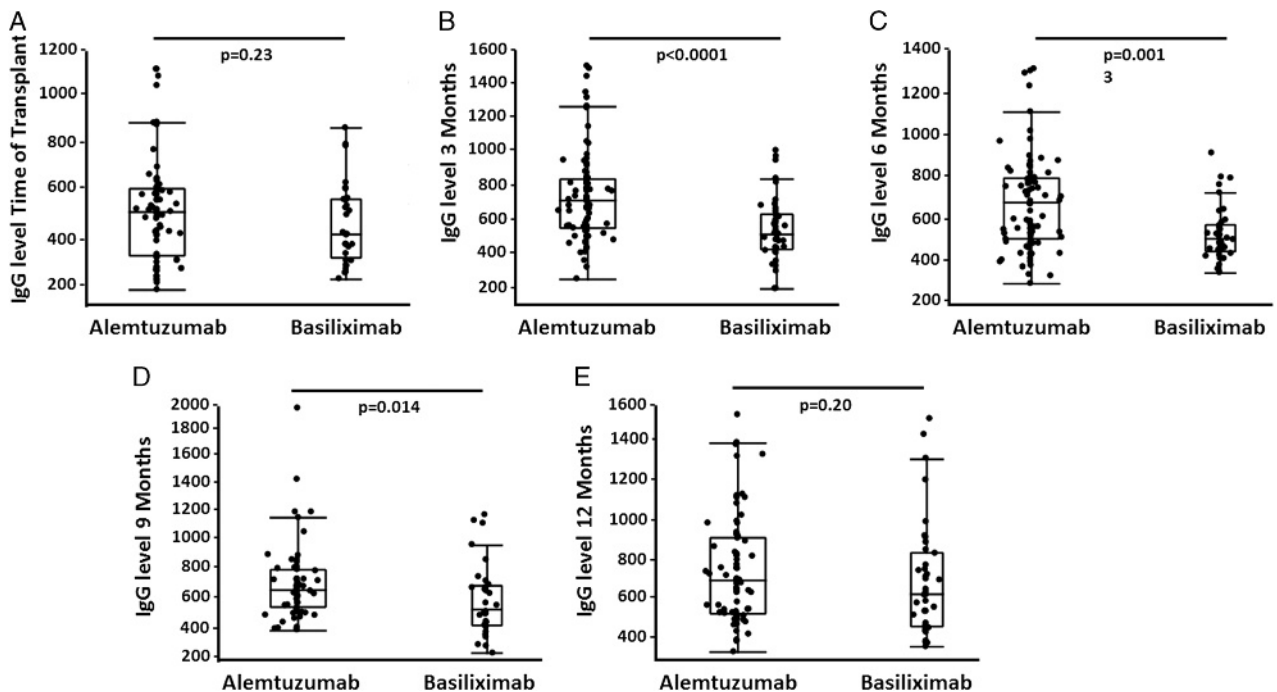 A
IgG level Time of Transplant
1200
800
600
400
200
p=0.23
Alemtuzumab Basiliximab
B
IgG level 3 Months
1600
1400
1200
1000
800
600
400
200
p<0.0001
Alemtuzumab Basiliximab
C
IgG level 6 Months
1400
1200
1000
800
600
400
200
p=0.001
3
Alemtuzumab Basiliximab
D
IgG level 9 Months
2000
1800
1600
1400
1200
1000
800
600
400
200
p=0.014
Alemtuzumab Basiliximab
E
IgG level 12 Months
1600
1400
1200
1000
800
600
400
p=0.20
Alemtuzumab Basiliximab